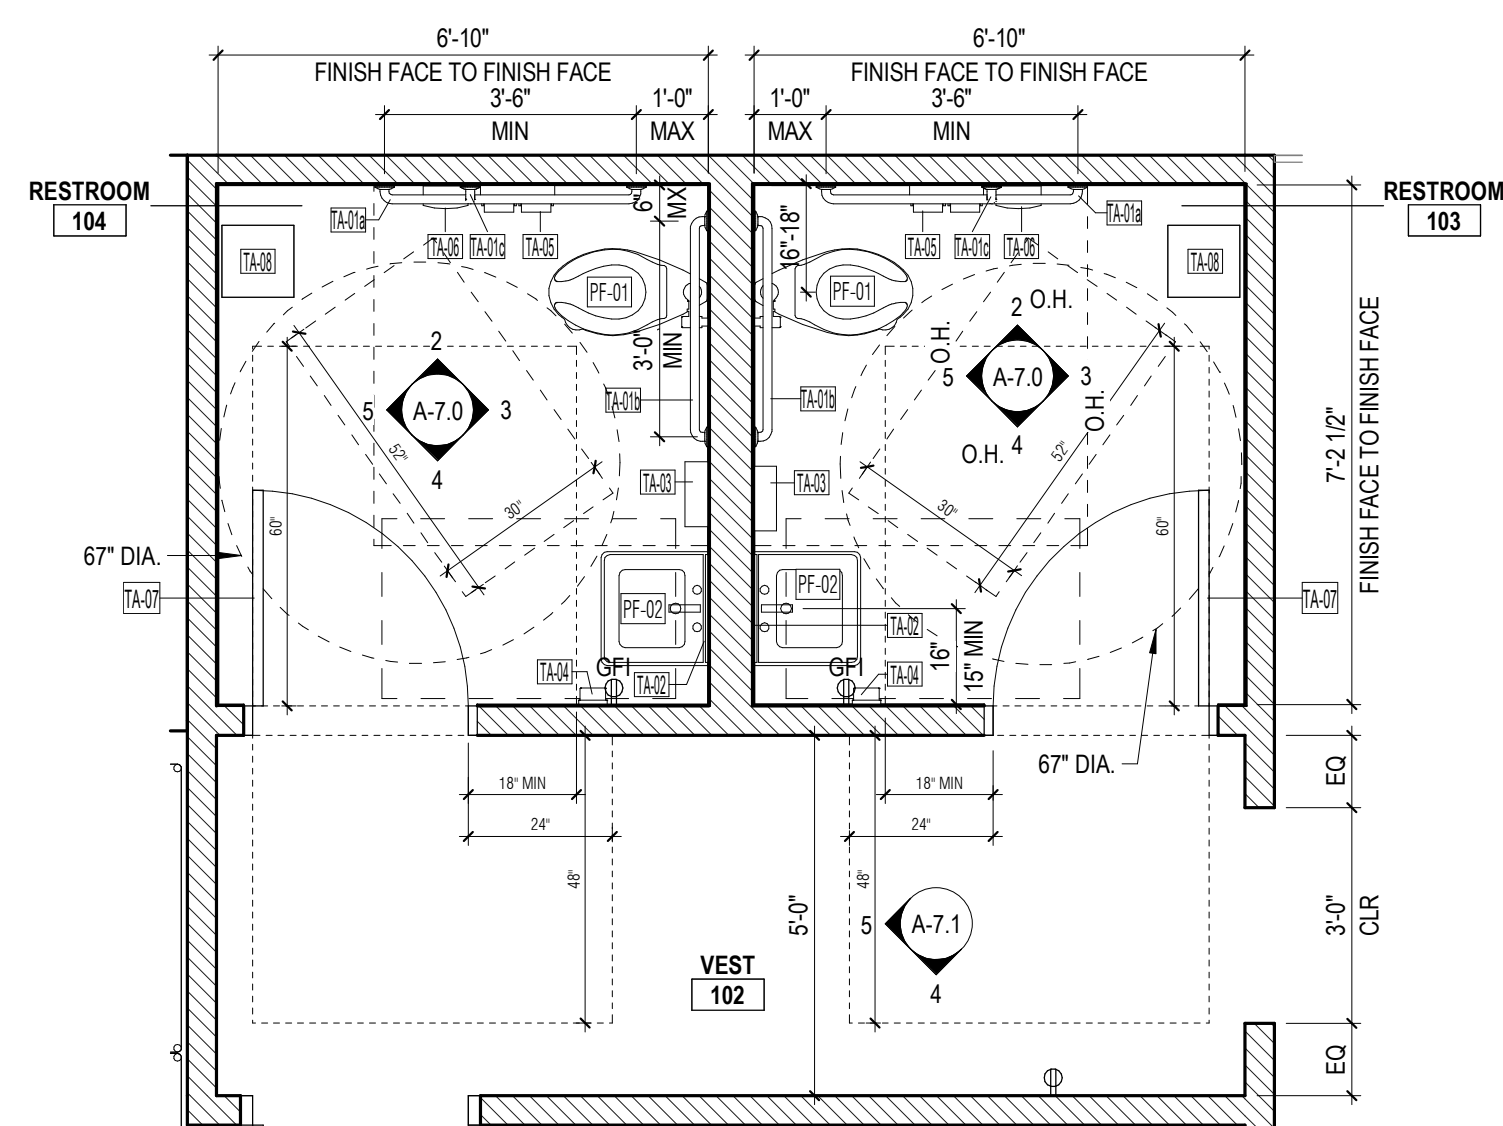 6'-10"
FINISH FACE TO FINISH FACE
3'-6"
MIN
1'-0"
MAX
6'-10"
FINISH FACE TO FINISH FACE
1'-0"
MAX
3'-6"
MIN
RESTROOM
104
RESTROOM
103
TA-01a
TA-06
TA-01c
TA-05
6"
MX
16"-18"
TA-05
TA-01c
TA-06
TA-01a
TA-08
TA-08
PF-01
PF-01
2
O.H.
O.H.
2
3'-0"
MIN
5
A-7.0
3
4
5
A-7.0
3
4
O.H.
O.H.
TA-01b
TA-01b
52"
52"
30"
30"
60"
60"
TA-03
TA-03
7'-2 1/2"
FINISH FACE TO FINISH FACE
67" DIA.
TA-07
TA-07
PF-02
PF-02
TA-02
16"
15" MIN
TA-04
GFI
TA-02
GFI
TA-04
67" DIA.
18" MIN
18" MIN
24"
24"
48"
48"
5'-0"
EQ
3'-0"
CLR
EQ
5
A-7.1
4
VEST
102